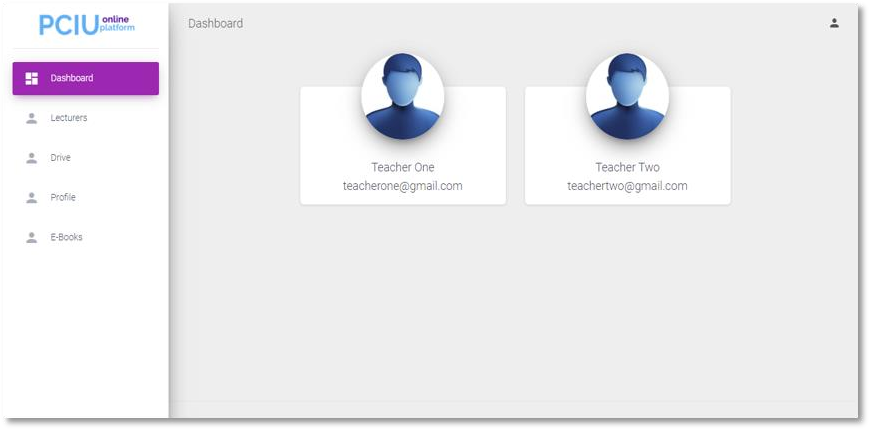 PCIU online
platform
Dashboard
Lecturers
Drive
Profile
E-Books
Dashboard
Teacher One
teacherone@gmail.com
Teacher Two
teachertwo@gmail.com